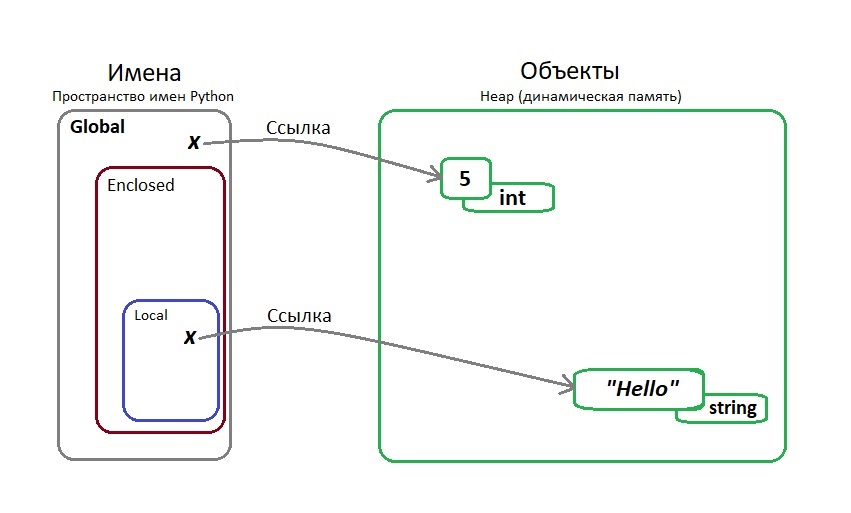 Имена
Пространство имен Python
Объекты
Heap (динамическая память)
Global
x
Ссылка
5
int
Enclosed
Local
x
Ссылка
"Hello"
string